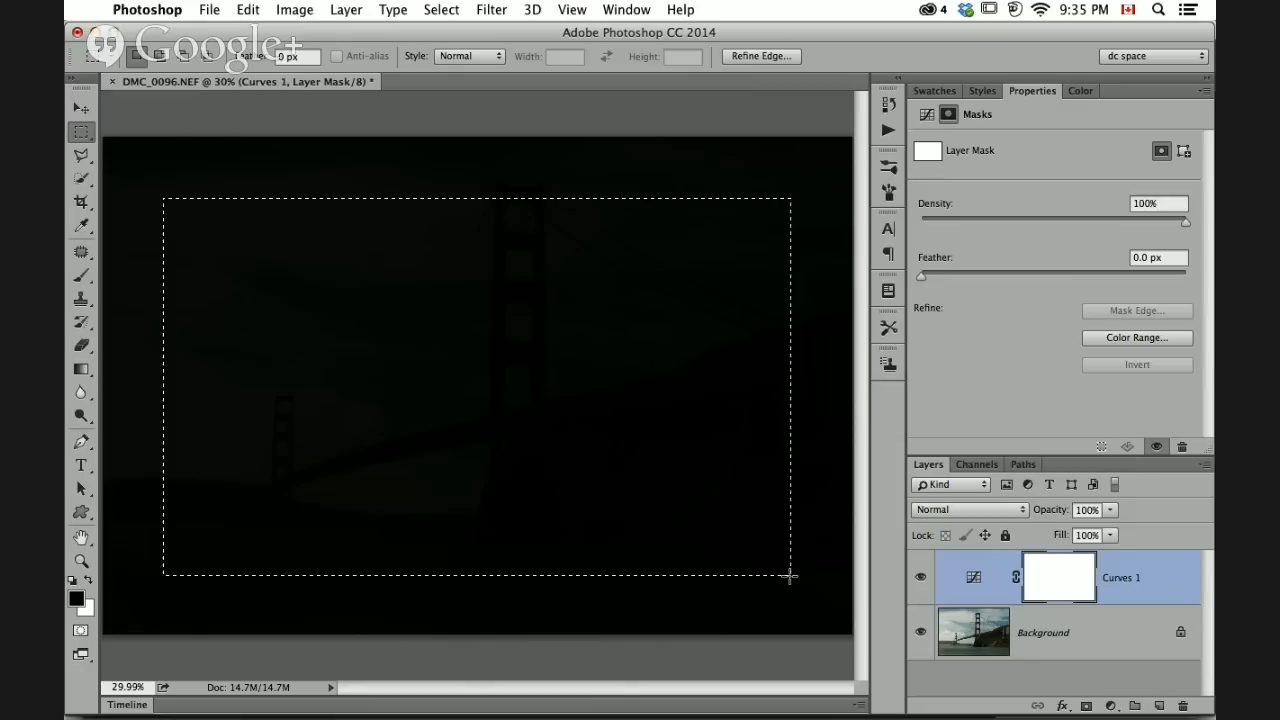 Photoshop File Edit Image Layer Type Select Filter 3D View Window Help 4 9:35 PM
Adobe Photoshop CC 2014
Google+
0 px Anti-alias Style: Normal Width: Height: Refine Edge... dc space
× DMC_0096.NEF @ 30% (Curves 1, Layer Mask/8) *
Swatches Styles Properties Color
Masks
Layer Mask
Density: 100%
Feather: 0.0 px
Refine: Mask Edge...
Color Range...
Invert
Layers Channels Paths
Kind
Normal Opacity: 100%
Lock: Fill: 100%
Curves 1
Background
29.99% Doc: 14.7M/14.7M
Timeline